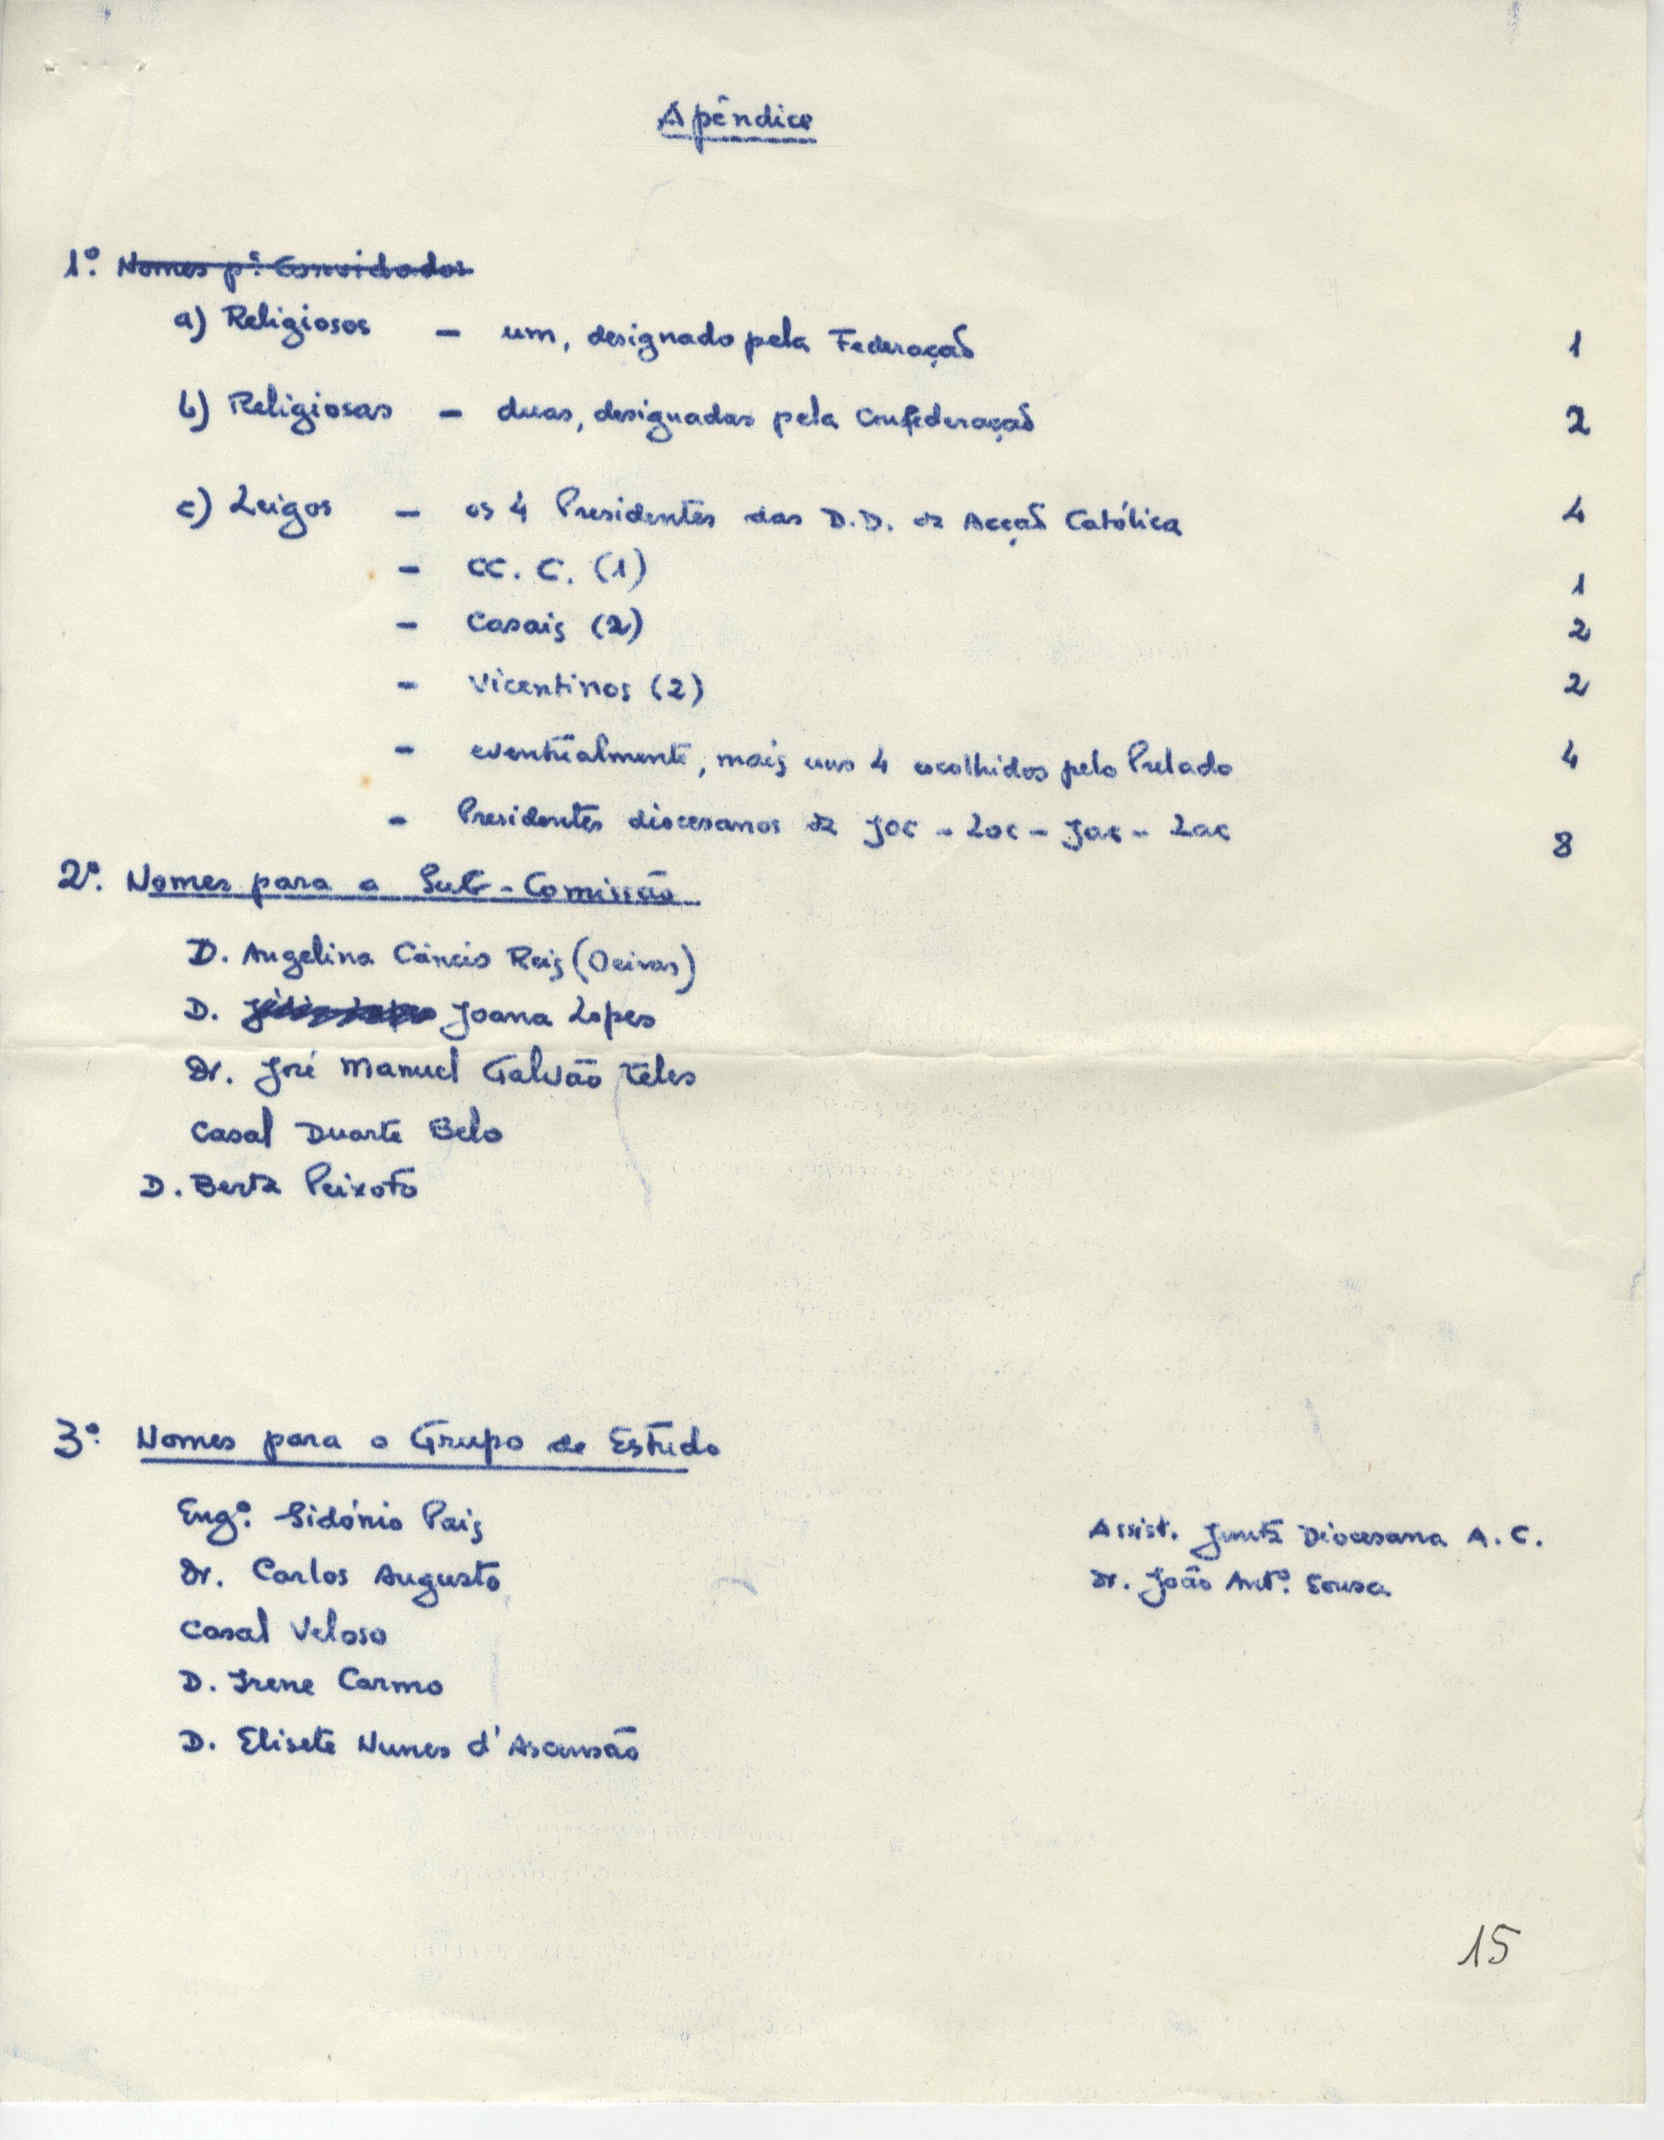 Apêndice
1º. Nomes pª. Convidados
a) Religiosos – um, designado pela Federação 1
b) Religiosas – duas, designadas pela Confederação 2
c) Leigos – os 4 Presidentes das D.D. da Acção Católica 4
– CC. C. (1) 1
– Casais (2) 2
– Vicentinos (2) 2
– eventualmente, mais uns 4 escolhidos pelo Prelado 4
– Presidentes diocesanos da JOC – LOC – JAC – LAC 8
2º. Nomes para a Sub-Comissão
D. Angelina Câncio Reis (Oeiras)
D. Joana Lopes
Dr. José Manuel Galvão Teles
Casal Duarte Belo
D. Berta Peixoto
3º. Nomes para o Grupo de Estudo
Engº. Sidónio Pais
Dr. Carlos Augusto
Casal Veloso
D. Irene Carmo
D. Elisete Nunes d'Ascensão
Assist. Junta Diocesana A. C.
Dr. João Antº. Sousa
15